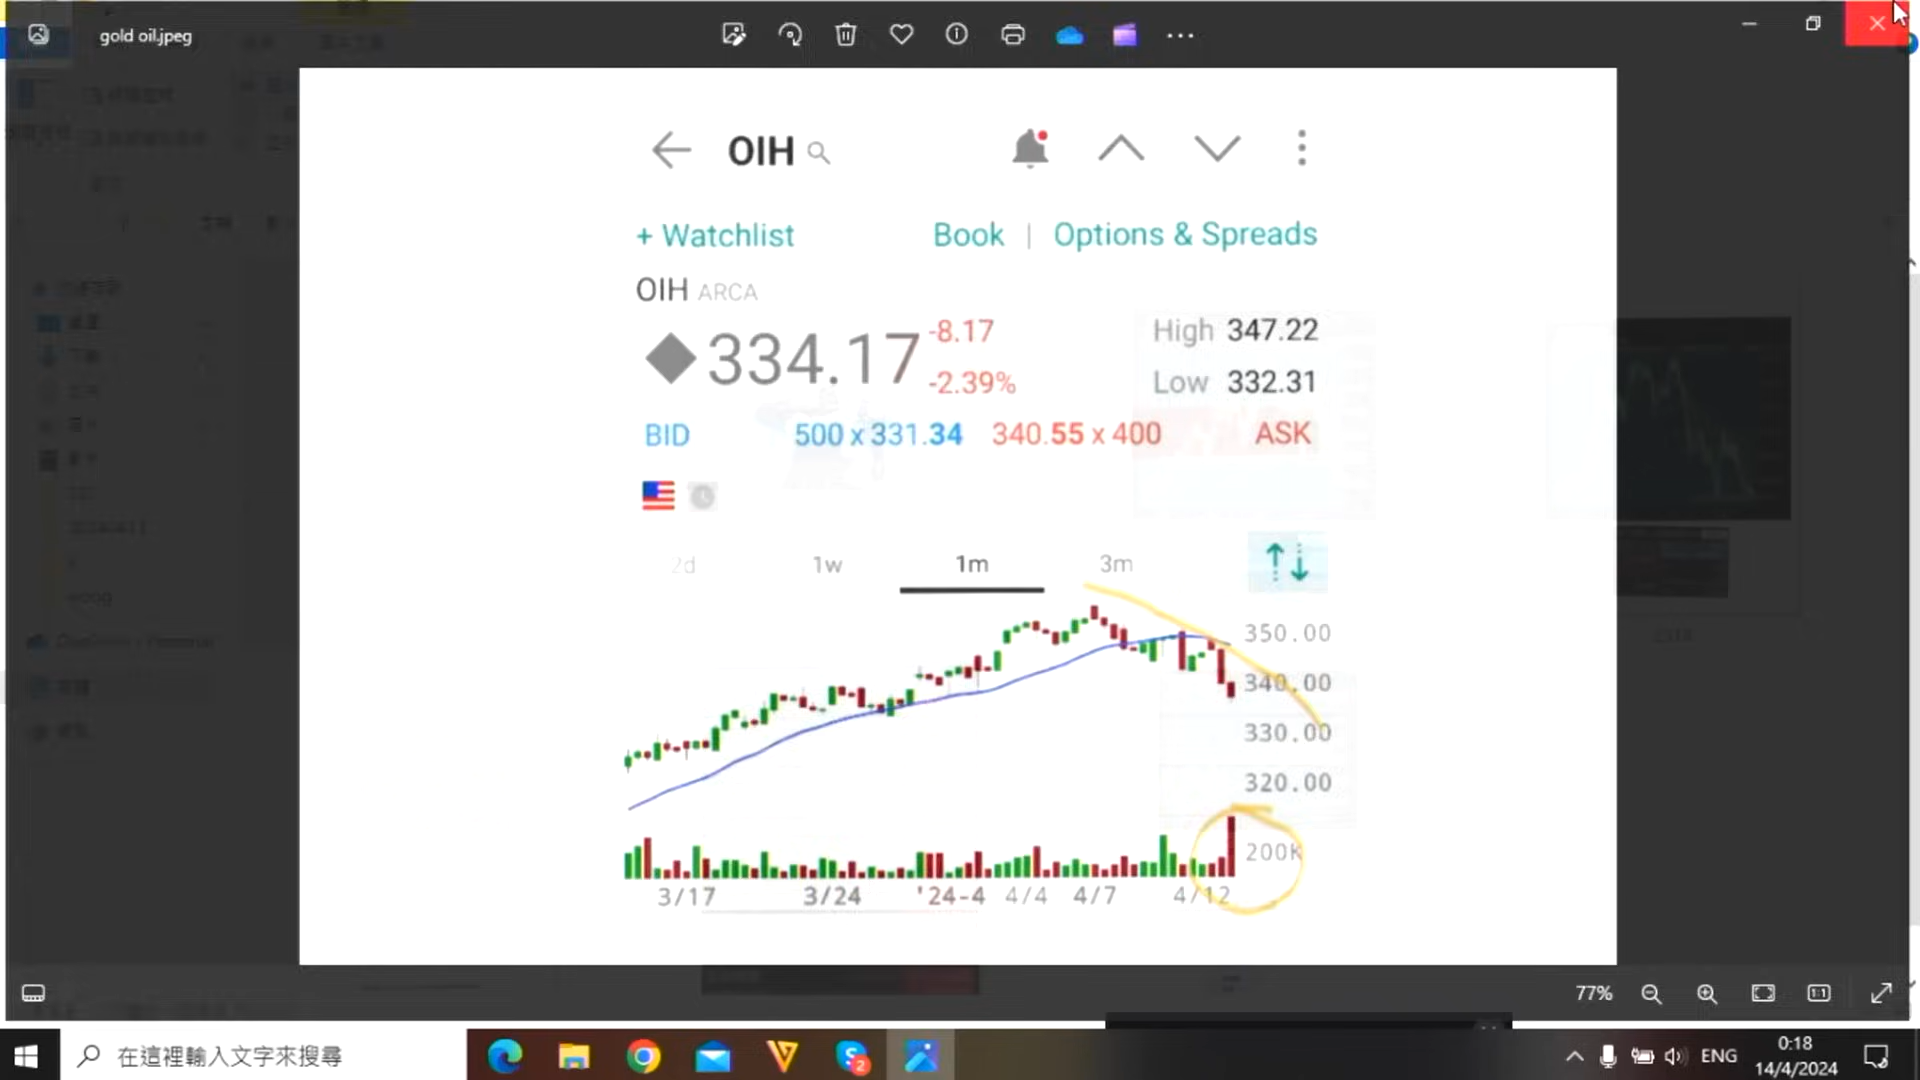 gold oil.jpeg
OIH
+ Watchlist
Book | Options & Spreads
OIH ARCA
334.17
-8.17
-2.39%
High 347.22
Low 332.31
BID 500 x 331.34 340.55 x 400 ASK
2d 1w 1m 3m
350.00
340.00
330.00
320.00
200K
3/17 3/24 '24-4 4/4 4/7 4/12
77%
1:1
在這裡輸入文字來搜尋
2
ENG
0:18
14/4/2024